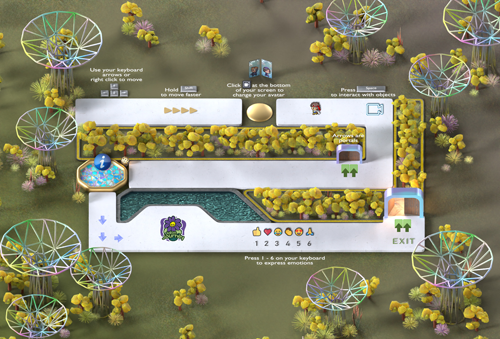 Use your keyboard
arrows or
right click to move
Hold Shift
to move faster
Click at the bottom
of your screen to
change your avatar
Press Space
to interact with objects
Arrows are
portals
i
EXIT
1 2 3 4 5 6
Press 1 - 6 on your keyboard
to express emotions